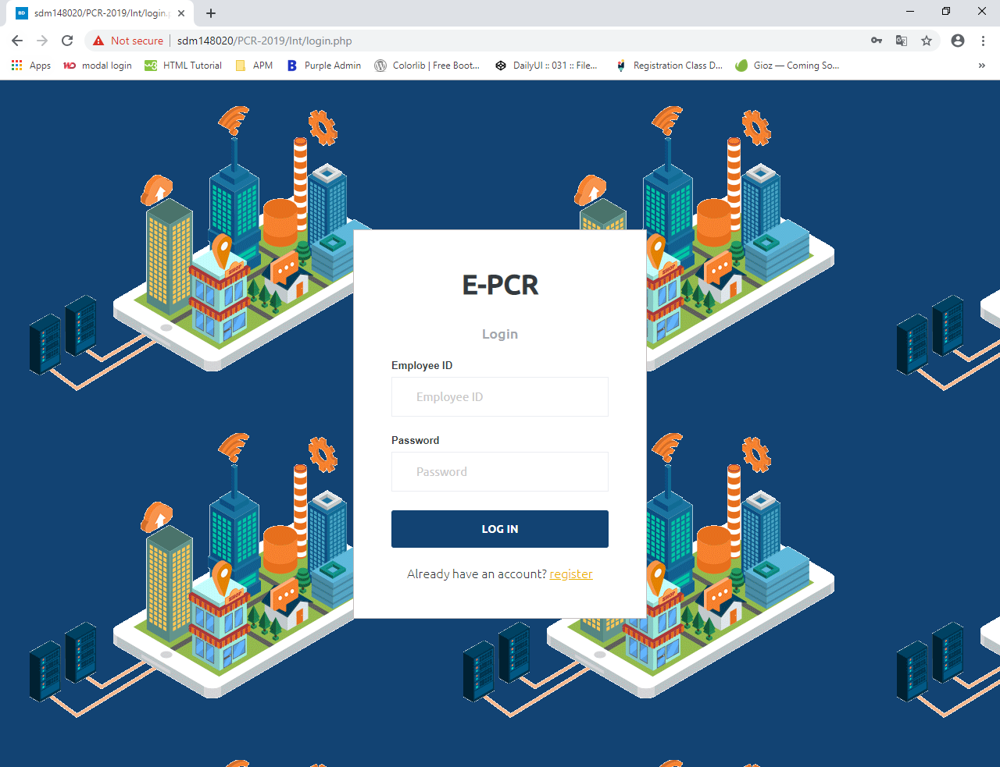 BD sdm148020/PCR-2019/Int/login.p
Not secure sdm148020/PCR-2019/Int/login.php
Apps modal login HTML Tutorial APM Purple Admin Colorlib | Free Boot... DailyUI :: 031 :: File... Registration Class D... Gioz — Coming So... »
SHOP
SHOP
E-PCR
Login
Employee ID
Employee ID
Password
Password
LOG IN
Already have an account? register
SHOP
SHOP